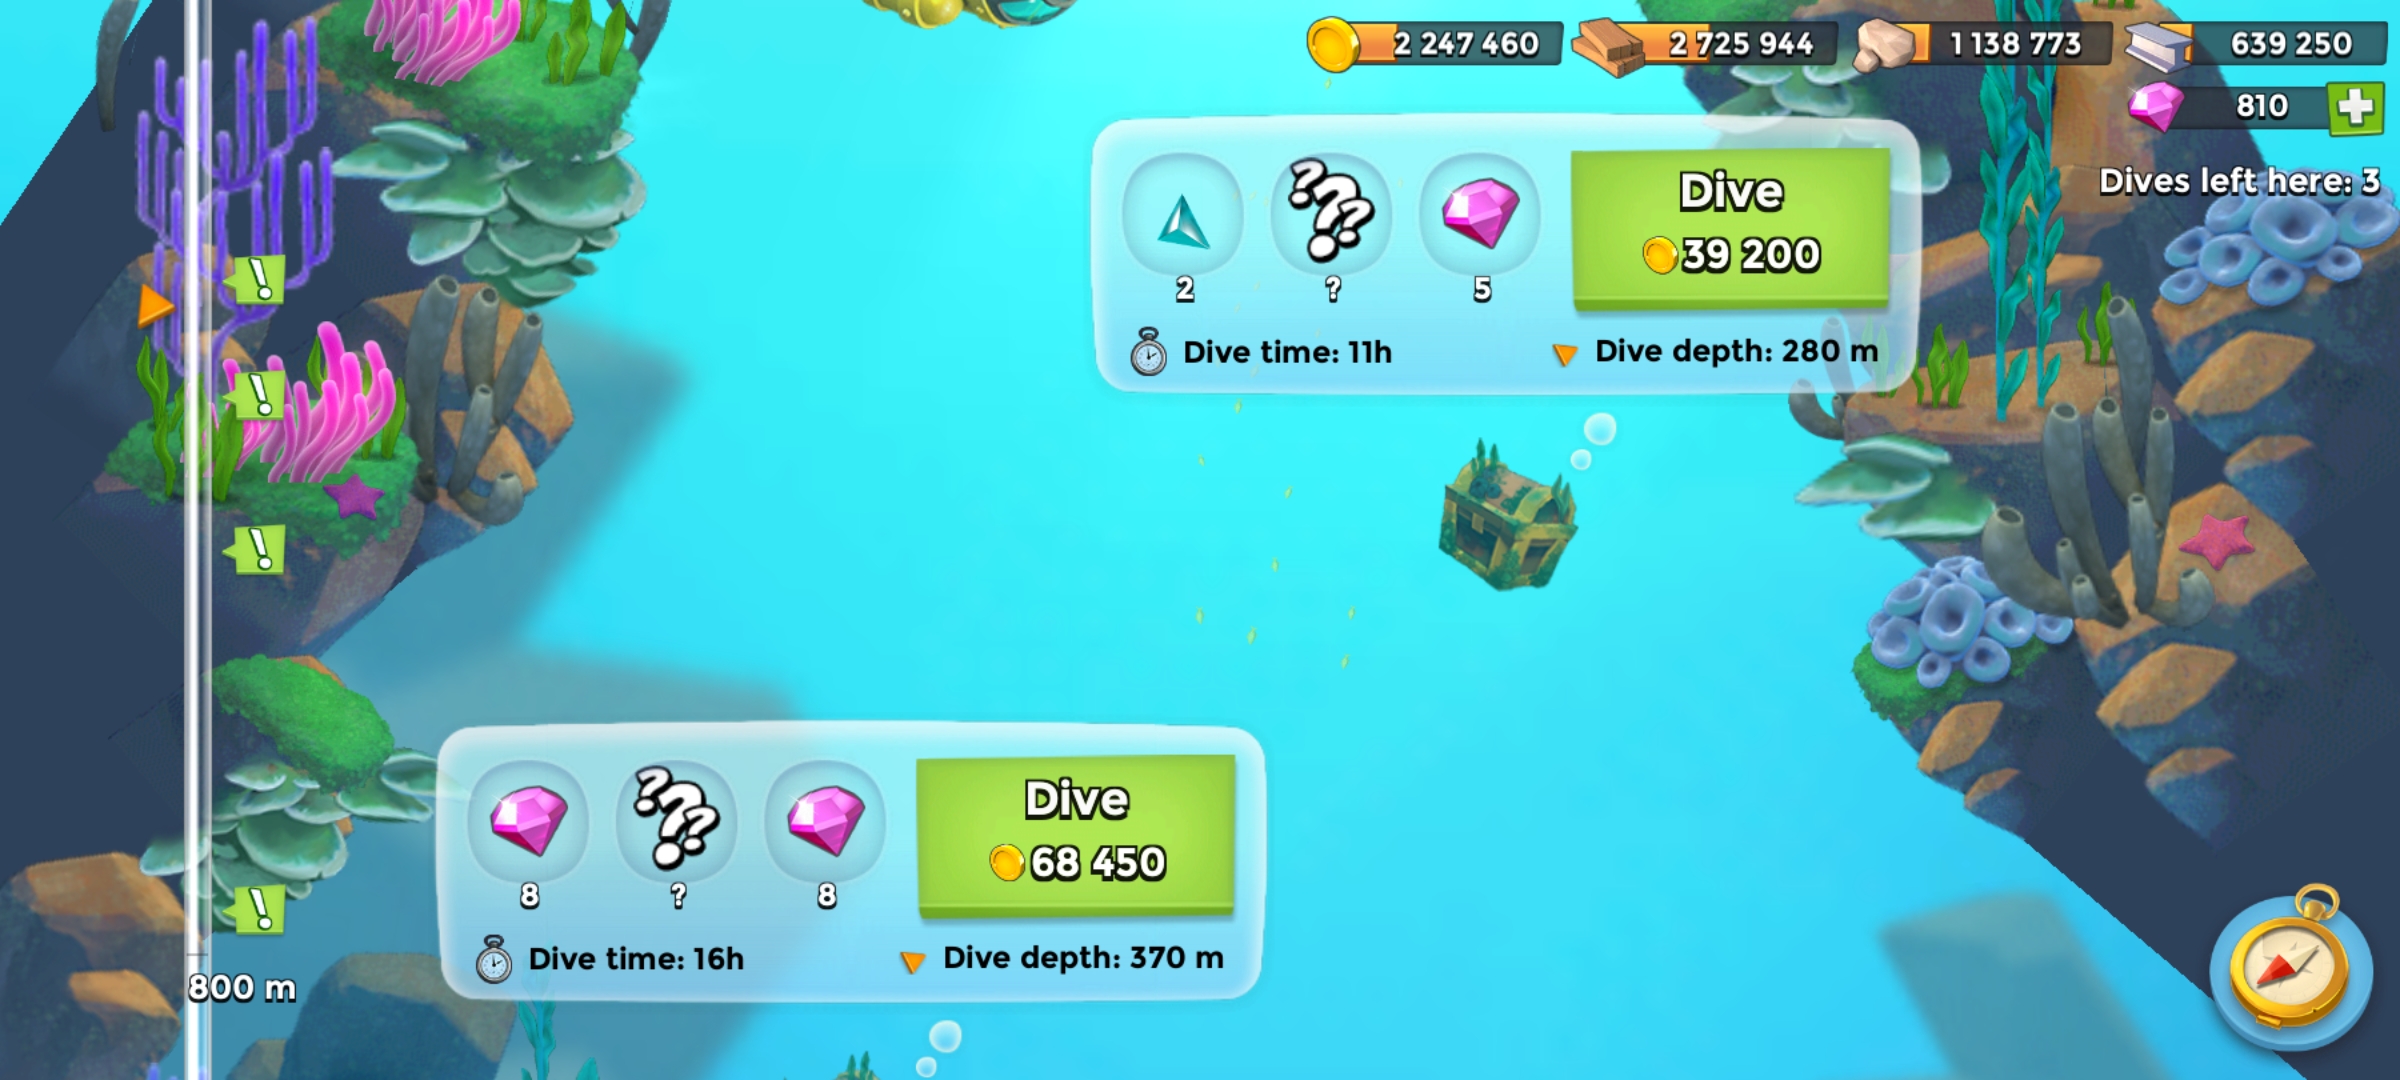 2 247 460
2 725 944
1 138 773
639 250
810
Dives left here: 3
2
?
5
Dive
39 200
Dive time: 11h
Dive depth: 280 m
8
?
8
Dive
68 450
Dive time: 16h
Dive depth: 370 m
800 m